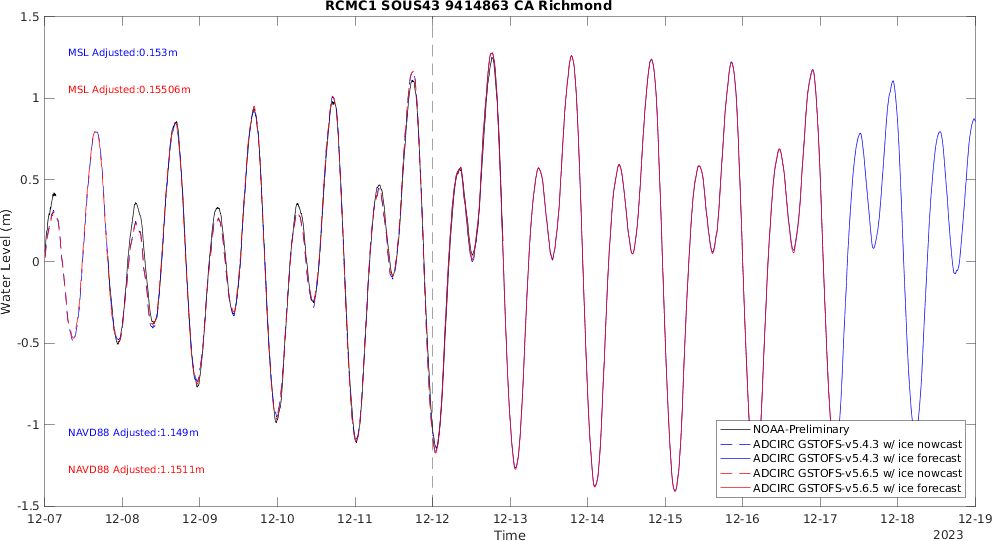 RCMC1 SOUS43 9414863 CA Richmond
1.5
MSL Adjusted:0.153m
1
MSL Adjusted:0.15506m
0.5
Water Level (m)
0
-0.5
-1
NAVD88 Adjusted:1.149m
NAVD88 Adjusted:1.1511m
NOAA-Preliminary
ADCIRC GSTOFS-v5.4.3 w/ ice nowcast
ADCIRC GSTOFS-v5.4.3 w/ ice forecast
ADCIRC GSTOFS-v5.6.5 w/ ice nowcast
ADCIRC GSTOFS-v5.6.5 w/ ice forecast
-1.5
12-07 12-08 12-09 12-10 12-11 12-12 12-13 12-14 12-15 12-16 12-17 12-18 12-19
Time
2023